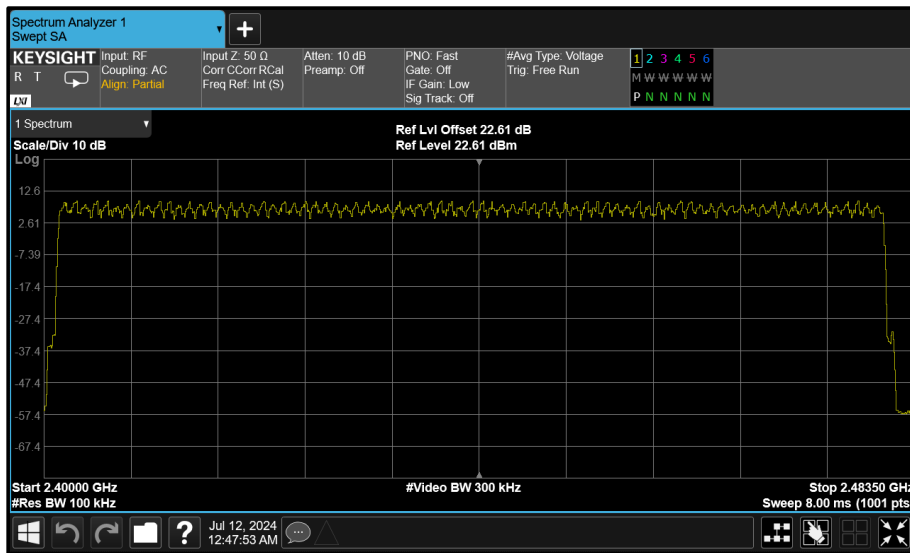 Spectrum Analyzer 1
Swept SA
KEYSIGHT
R T
LXI
Input: RF
Coupling: AC
Align: Partial
Input Z: 50 Ω
Corr CCorr RCal
Freq Ref: Int (S)
Atten: 10 dB
Preamp: Off
PNO: Fast
Gate: Off
IF Gain: Low
Sig Track: Off
#Avg Type: Voltage
Trig: Free Run
1 2 3 4 5 6
M W W W W W
P N N N N N
1 Spectrum
Scale/Div 10 dB
Ref Lvl Offset 22.61 dB
Ref Level 22.61 dBm
Log
12.6
2.61
-7.39
-17.4
-27.4
-37.4
-47.4
-57.4
-67.4
Start 2.40000 GHz
#Video BW 300 kHz
Stop 2.48350 GHz
#Res BW 100 kHz
Sweep 8.00 ms (1001 pts
?
Jul 12, 2024
12:47:53 AM